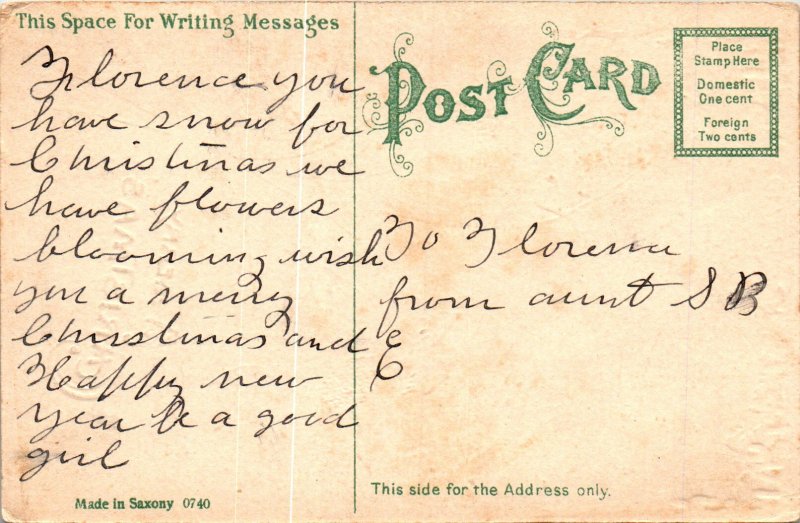 This Space For Writing Messages
Florence you
have snow for
Christmas we
have flowers
blooming wish
you a merry
Christmas and
Happy new
year be a good
girl
Made in Saxony 0740
POST CARD
Place
Stamp Here
Domestic
One cent
Foreign
Two cents
To Florence
from aunt S B
E
This side for the Address only.